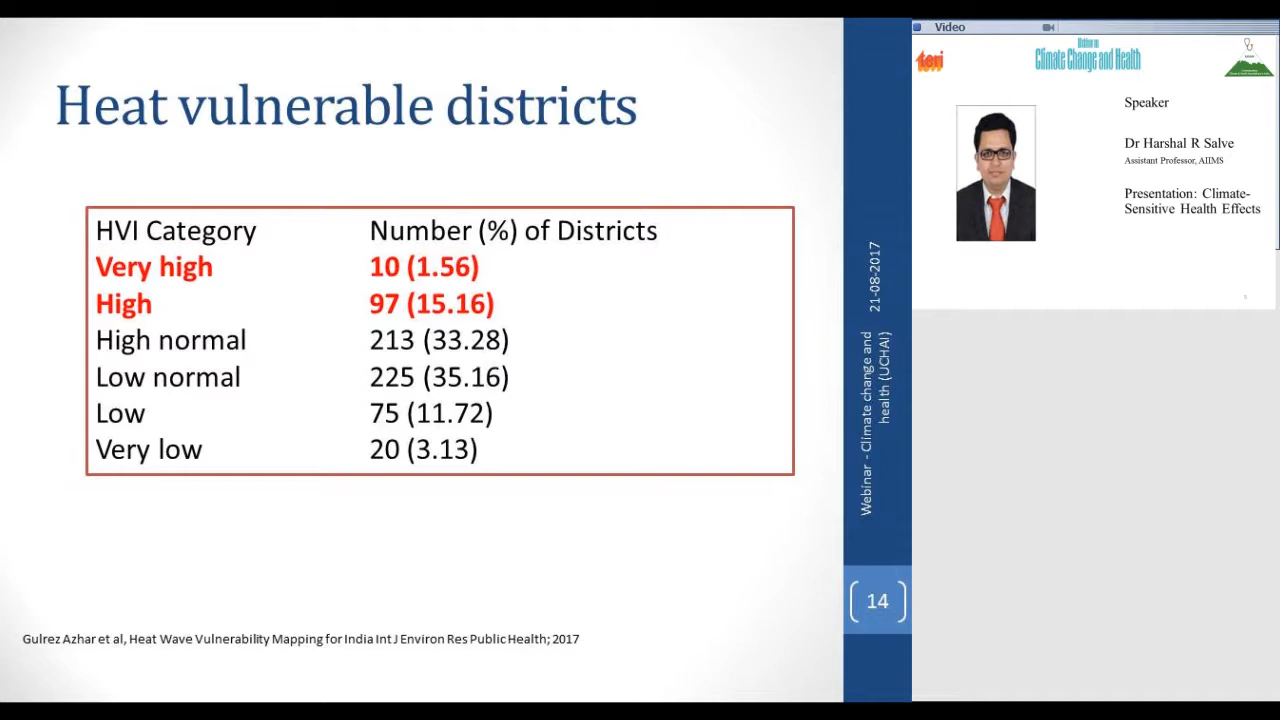 Heat vulnerable districts
HVI Category Number (%) of Districts
Very high 10 (1.56)
High 97 (15.16)
High normal 213 (33.28)
Low normal 225 (35.16)
Low 75 (11.72)
Very low 20 (3.13)
Gulrez Azhar et al, Heat Wave Vulnerability Mapping for India Int J Environ Res Public Health; 2017
21-08-2017
Webinar - Climate change and
health (UCHAI)
14
Video
teri
Webinar on
Climate Change and Health
Speaker
Dr Harshal R Salve
Assistant Professor, AIIMS
Presentation: Climate-
Sensitive Health Effects